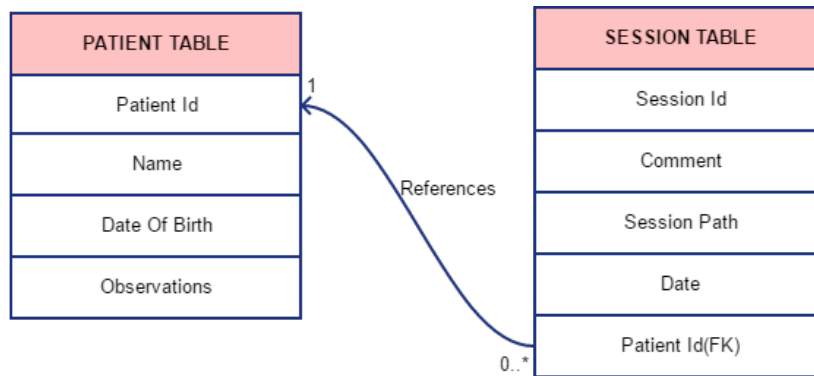 PATIENT TABLE
Patient Id
Name
Date Of Birth
Observations
1
References
0..*
SESSION TABLE
Session Id
Comment
Session Path
Date
Patient Id(FK)